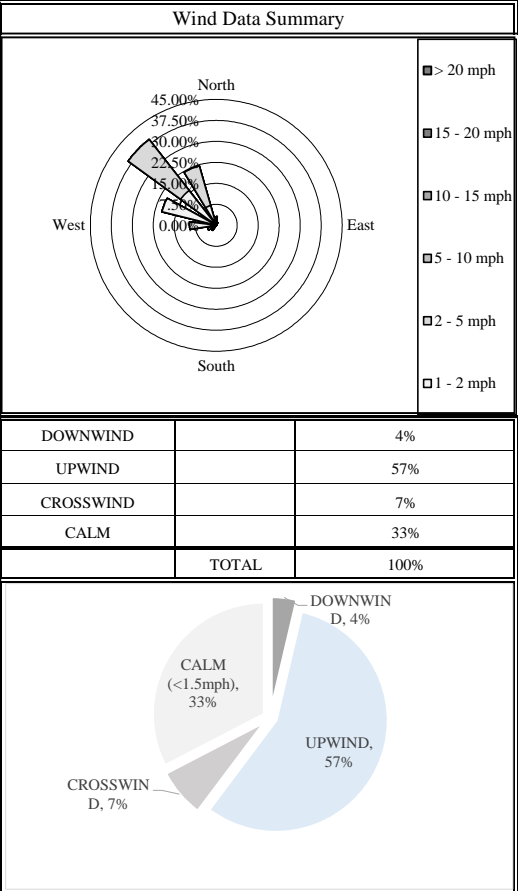 Wind Data Summary
North
45.00%
37.50%
30.00%
22.50%
15.00%
7.50%
0.00%
West
East
South
> 20 mph
15 - 20 mph
10 - 15 mph
5 - 10 mph
2 - 5 mph
1 - 2 mph
DOWNWIND 4%
UPWIND 57%
CROSSWIND 7%
CALM 33%
TOTAL 100%
DOWNWIN
D, 4%
CALM
(<1.5mph),
33%
UPWIND,
57%
CROSSWIN
D, 7%